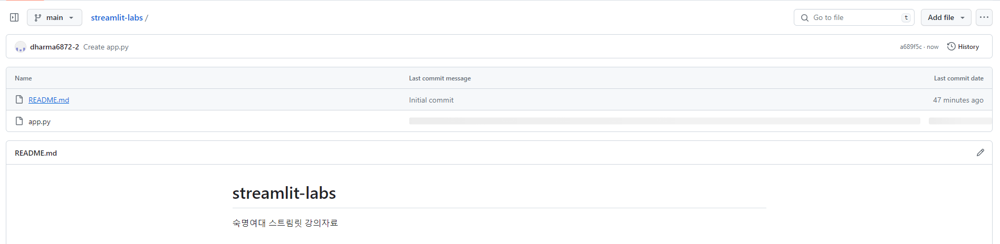 main
streamlit-labs /
Go to file
t
Add file
dharma6872-2 Create app.py
a689f5c · now
History
Name Last commit message Last commit date
README.md Initial commit 47 minutes ago
app.py
README.md
streamlit-labs
숙명여대 스트림릿 강의자료